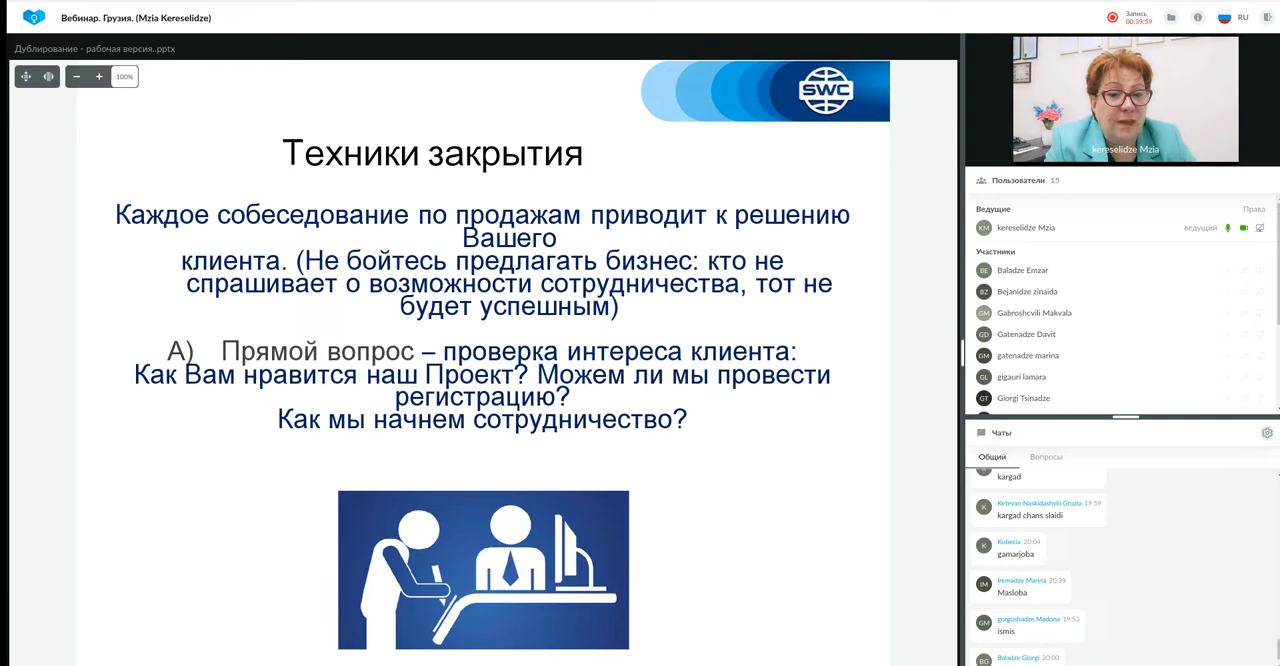 Вебинар. Грузия. (Mzia Kereselidze)
Запись
00:39:59
RU
Дублирование - рабочая версия..pptx
100%
SWC
Техники закрытия
Каждое собеседование по продажам приводит к решению
Вашего
клиента. (Не бойтесь предлагать бизнес: кто не
спрашивает о возможности сотрудничества, тот не
будет успешным)
А) Прямой вопрос – проверка интереса клиента:
Как Вам нравится наш Проект? Можем ли мы провести
регистрацию?
Как мы начнем сотрудничество?
kereselidze Mzia
Пользователи 15
Ведущие Права
KM kereselidze Mzia ведущий
Участники
BE Baladze Emzar
BZ Bejanidze zinaida
GM Gabroshcvili Makvala
GD Gatenadze Davit
GM gatenadze marina
GL gigauri lamara
GT Giorgi Tsinadze
Чаты
Общий Вопросы
kargad
K Ketevan Naskidashvili Gruzia 19:59
kargad chans slaidi
K Kubecia 20:04
gamarjoba
IM Iremadze Marina 20:39
Masloba
GM gorgoshadze Madona 19:53
ismis
BG Baladze Giorgi 20:00